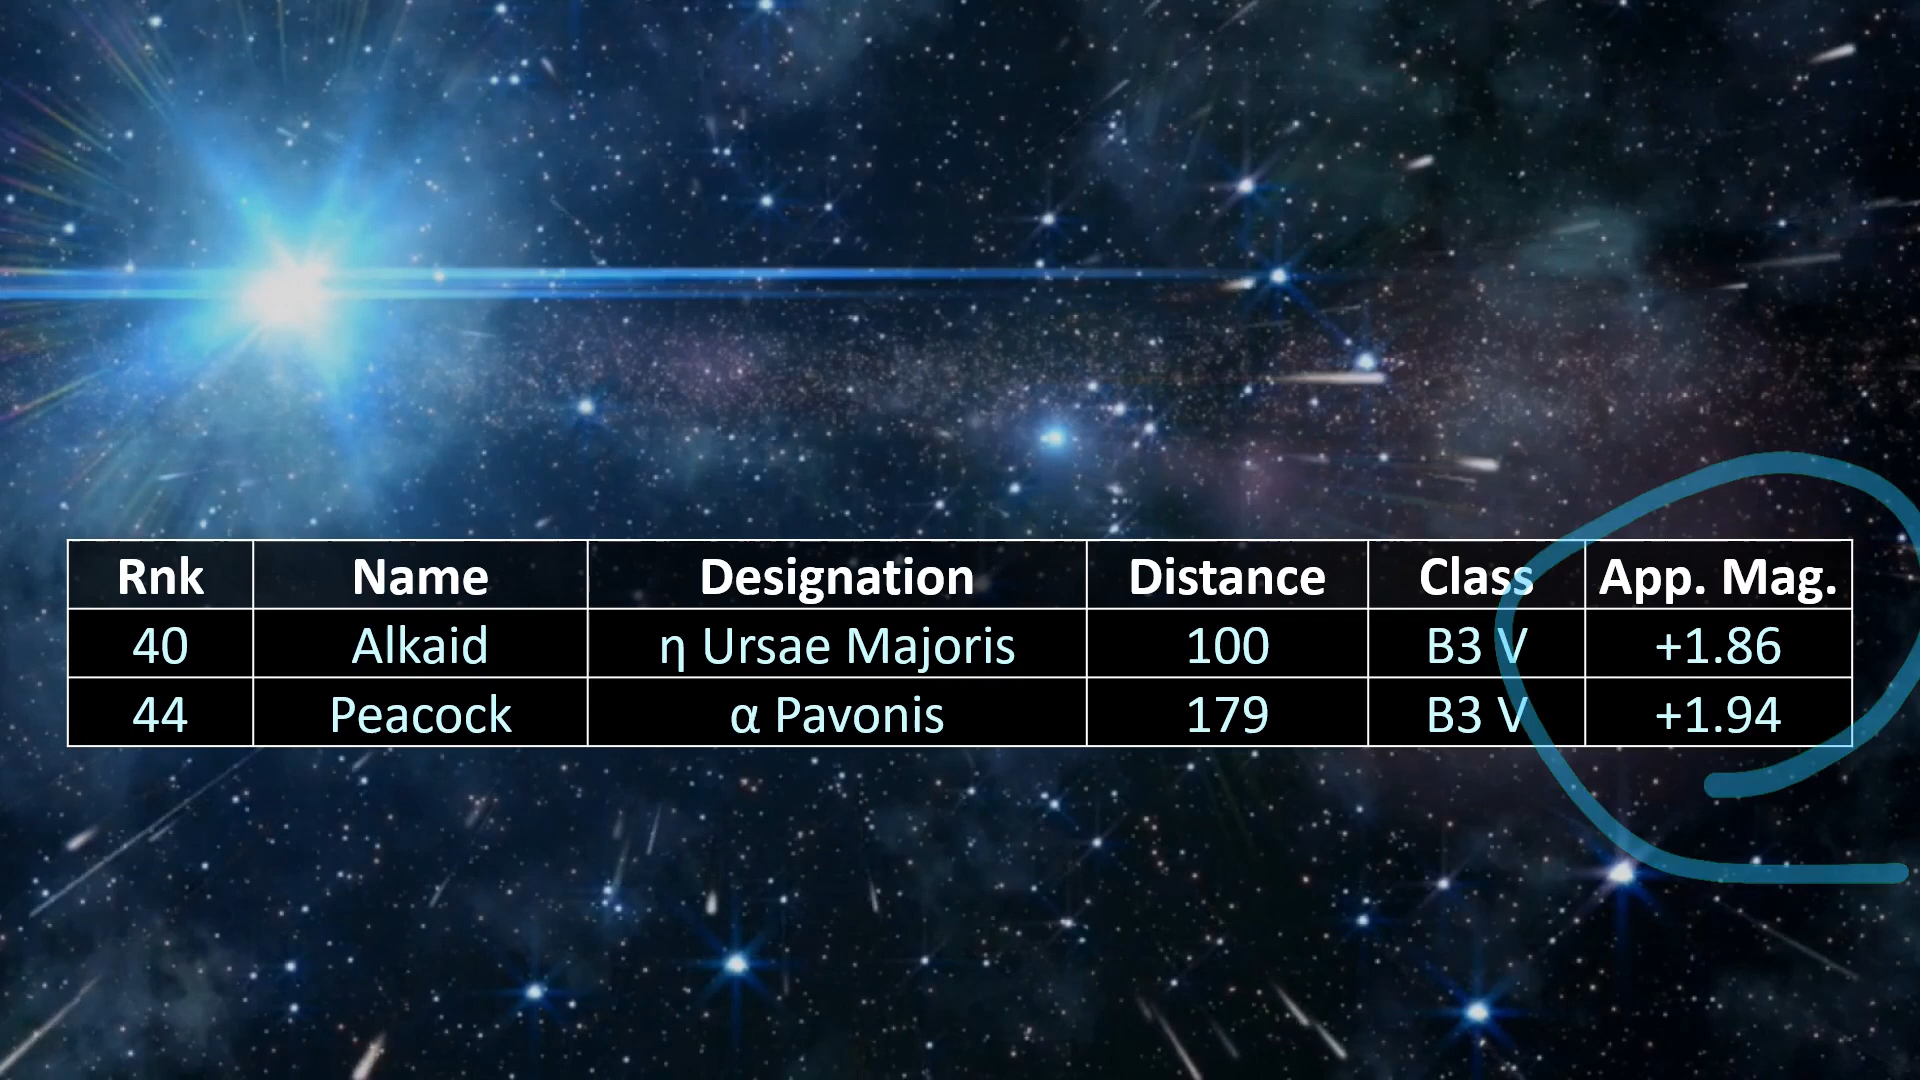 Rnk Name Designation Distance Class App. Mag.
40 Alkaid η Ursae Majoris 100 B3 V +1.86
44 Peacock α Pavonis 179 B3 V +1.94